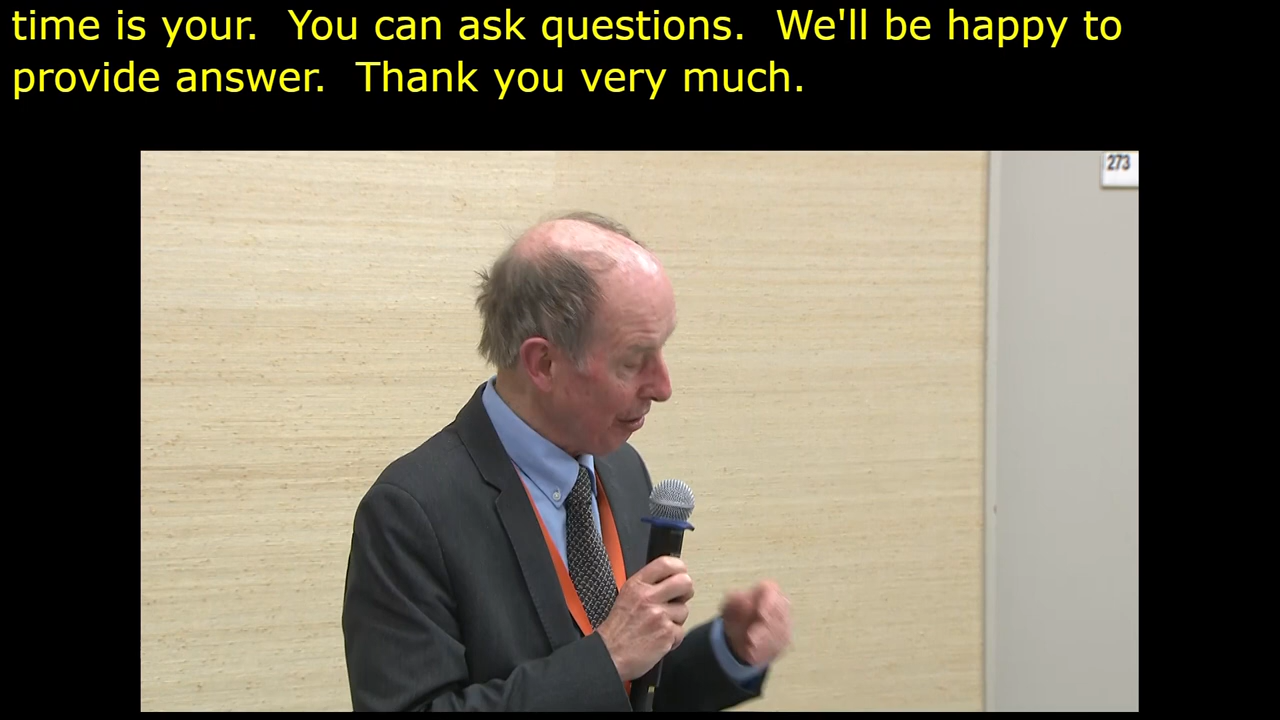 time is your.  You can ask questions.  We'll be happy to
provide answer.  Thank you very much.
273